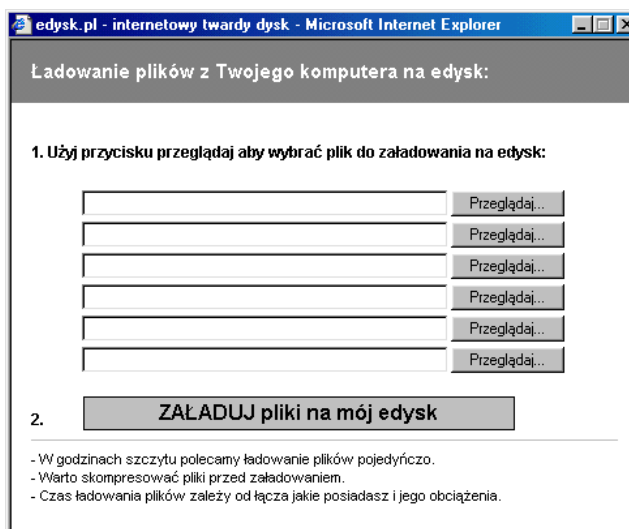 edysk.pl - internetowy twardy dysk - Microsoft Internet Explorer
Ładowanie plików z Twojego komputera na edysk:
1. Użyj przycisku przeglądaj aby wybrać plik do załadowania na edysk:
Przeglądaj...
Przeglądaj...
Przeglądaj...
Przeglądaj...
Przeglądaj...
Przeglądaj...
2. ZAŁADUJ pliki na mój edysk
- W godzinach szczytu polecamy ładowanie plików pojedyńczo.
- Warto skompresować pliki przed załadowaniem.
- Czas ładowania plików zależy od łącza jakie posiadasz i jego obciążenia.